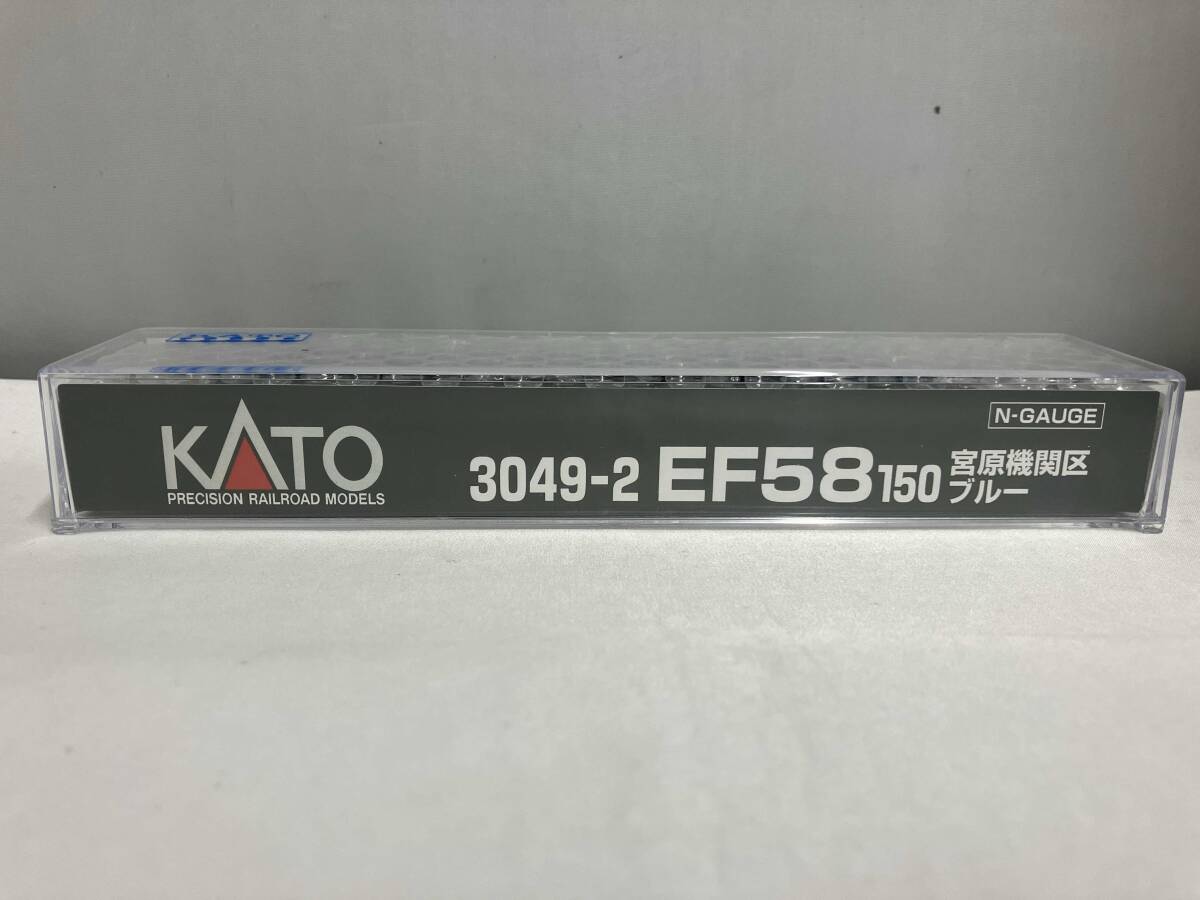 KATO
PRECISION RAILROAD MODELS
3049-2 EF58 150 宮原機関区
ブルー
N-GAUGE